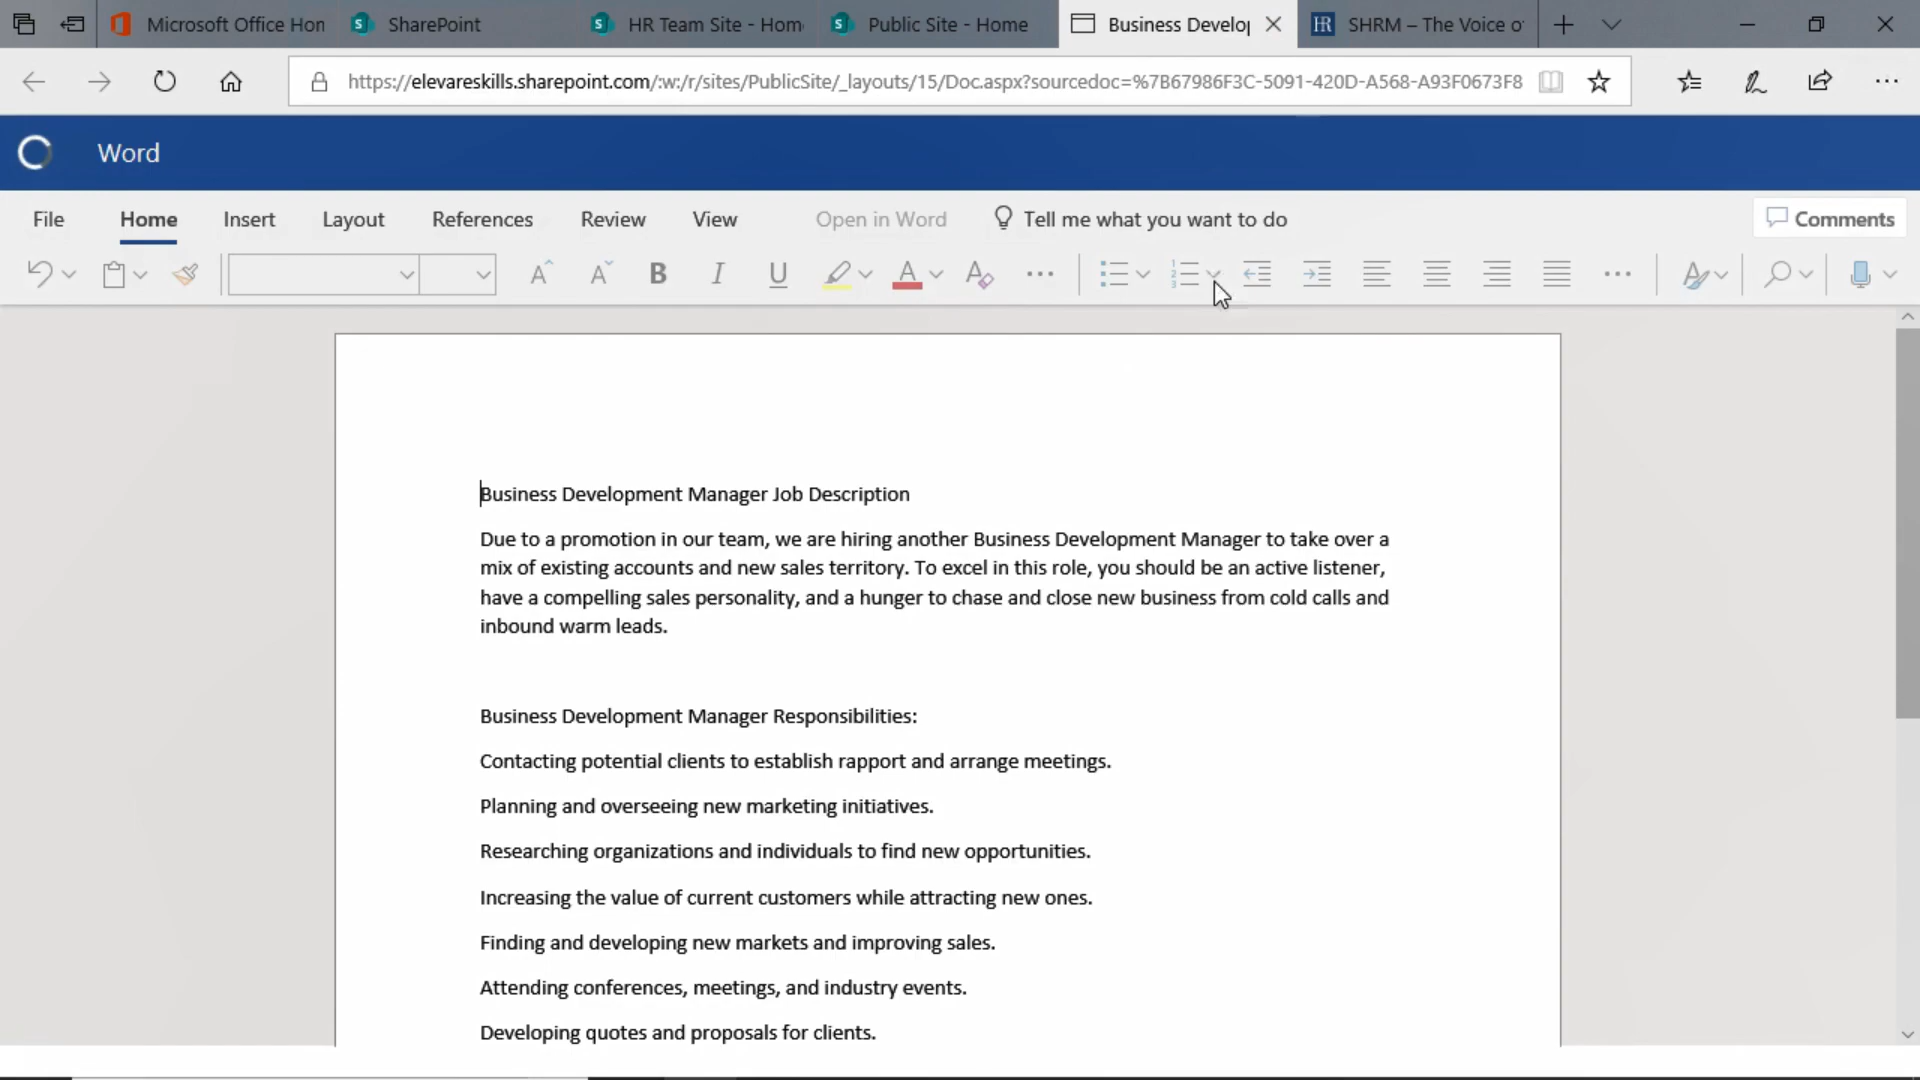 Microsoft Office Hon
SharePoint
HR Team Site - Hom
Public Site - Home
Business Develop
SHRM – The Voice o
https://elevareskills.sharepoint.com/:w:/r/sites/PublicSite/_layouts/15/Doc.aspx?sourcedoc=%7B67986F3C-5091-420D-A568-A93F0673F8
Word
File Home Insert Layout References Review View Open in Word Tell me what you want to do Comments
Business Development Manager Job Description
Due to a promotion in our team, we are hiring another Business Development Manager to take over a
mix of existing accounts and new sales territory. To excel in this role, you should be an active listener,
have a compelling sales personality, and a hunger to chase and close new business from cold calls and
inbound warm leads.
Business Development Manager Responsibilities:
Contacting potential clients to establish rapport and arrange meetings.
Planning and overseeing new marketing initiatives.
Researching organizations and individuals to find new opportunities.
Increasing the value of current customers while attracting new ones.
Finding and developing new markets and improving sales.
Attending conferences, meetings, and industry events.
Developing quotes and proposals for clients.